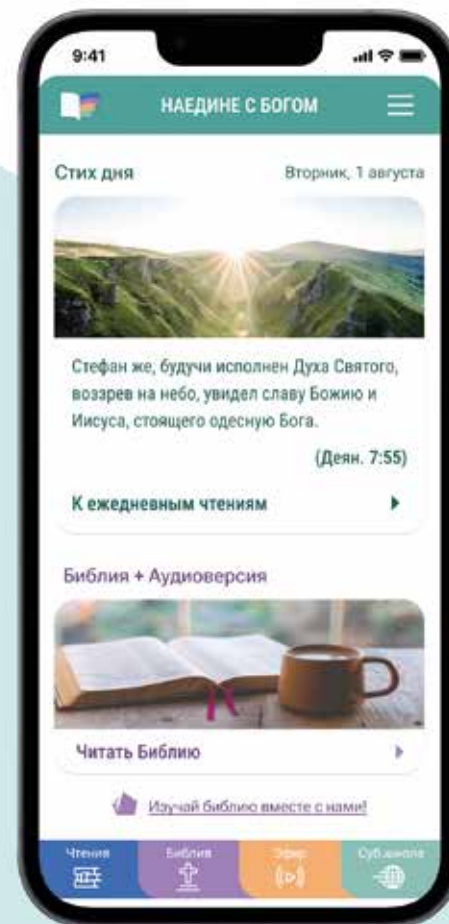 9:41
НАЕДИНЕ С БОГОМ
Стих дня
Вторник, 1 августа
Стефан же, будучи исполнен Духа Святого,
воззрев на небо, увидел славу Божию и
Иисуса, стоящего одесную Бога.
(Деян. 7:55)
К ежедневным чтениям
Библия + Аудиоверсия
Читать Библию
Изучай библию вместе с нами!
Чтения
Библия
Эфир
Суб.школа